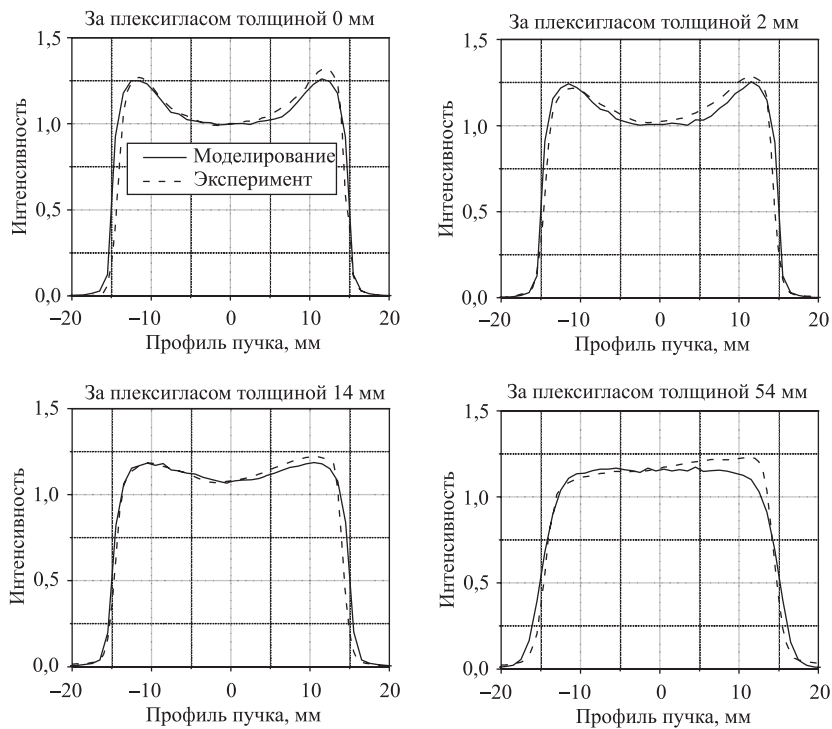 За плексигласом толщиной 0 мм
1,5
1,0
0,5
0,0
Интенсивность
Моделирование
Эксперимент
−20
−10
0
10
20
Профиль пучка, мм
За плексигласом толщиной 2 мм
1,5
1,0
0,5
0,0
Интенсивность
−20
−10
0
10
20
Профиль пучка, мм
За плексигласом толщиной 14 мм
1,5
1,0
0,5
0,0
Интенсивность
−20
−10
0
10
20
Профиль пучка, мм
За плексигласом толщиной 54 мм
1,5
1,0
0,5
0,0
Интенсивность
−20
−10
0
10
20
Профиль пучка, мм